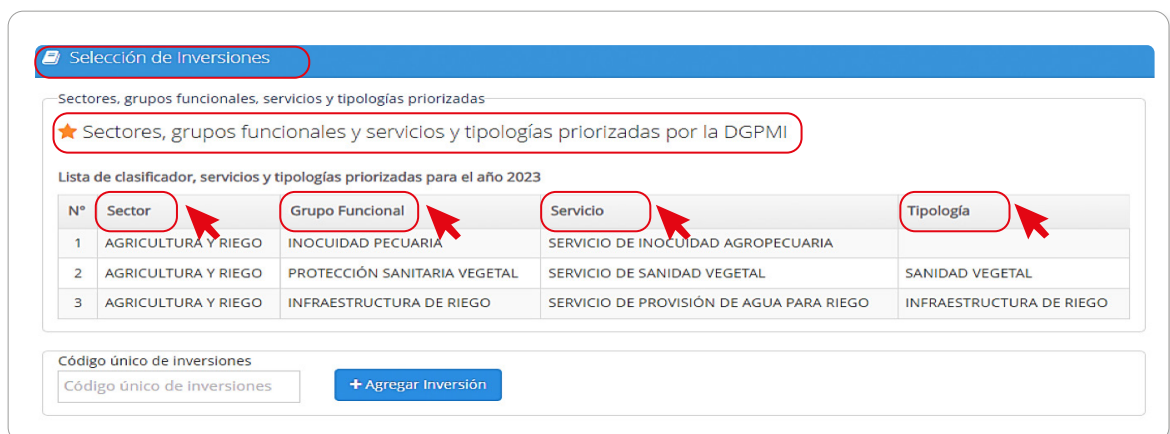 Selección de Inversiones
Sectores, grupos funcionales, servicios y tipologías priorizadas
Sectores, grupos funcionales y servicios y tipologías priorizadas por la DGPMI
Lista de clasificador, servicios y tipologías priorizadas para el año 2023
N° Sector Grupo Funcional Servicio Tipología
1 AGRICULTURA Y RIEGO INOCUIDAD PECUARIA SERVICIO DE INOCUIDAD AGROPECUARIA
2 AGRICULTURA Y RIEGO PROTECCIÓN SANITARIA VEGETAL SERVICIO DE SANIDAD VEGETAL SANIDAD VEGETAL
3 AGRICULTURA Y RIEGO INFRAESTRUCTURA DE RIEGO SERVICIO DE PROVISIÓN DE AGUA PARA RIEGO INFRAESTRUCTURA DE RIEGO
Código único de inversiones
Código único de inversiones + Agregar Inversión